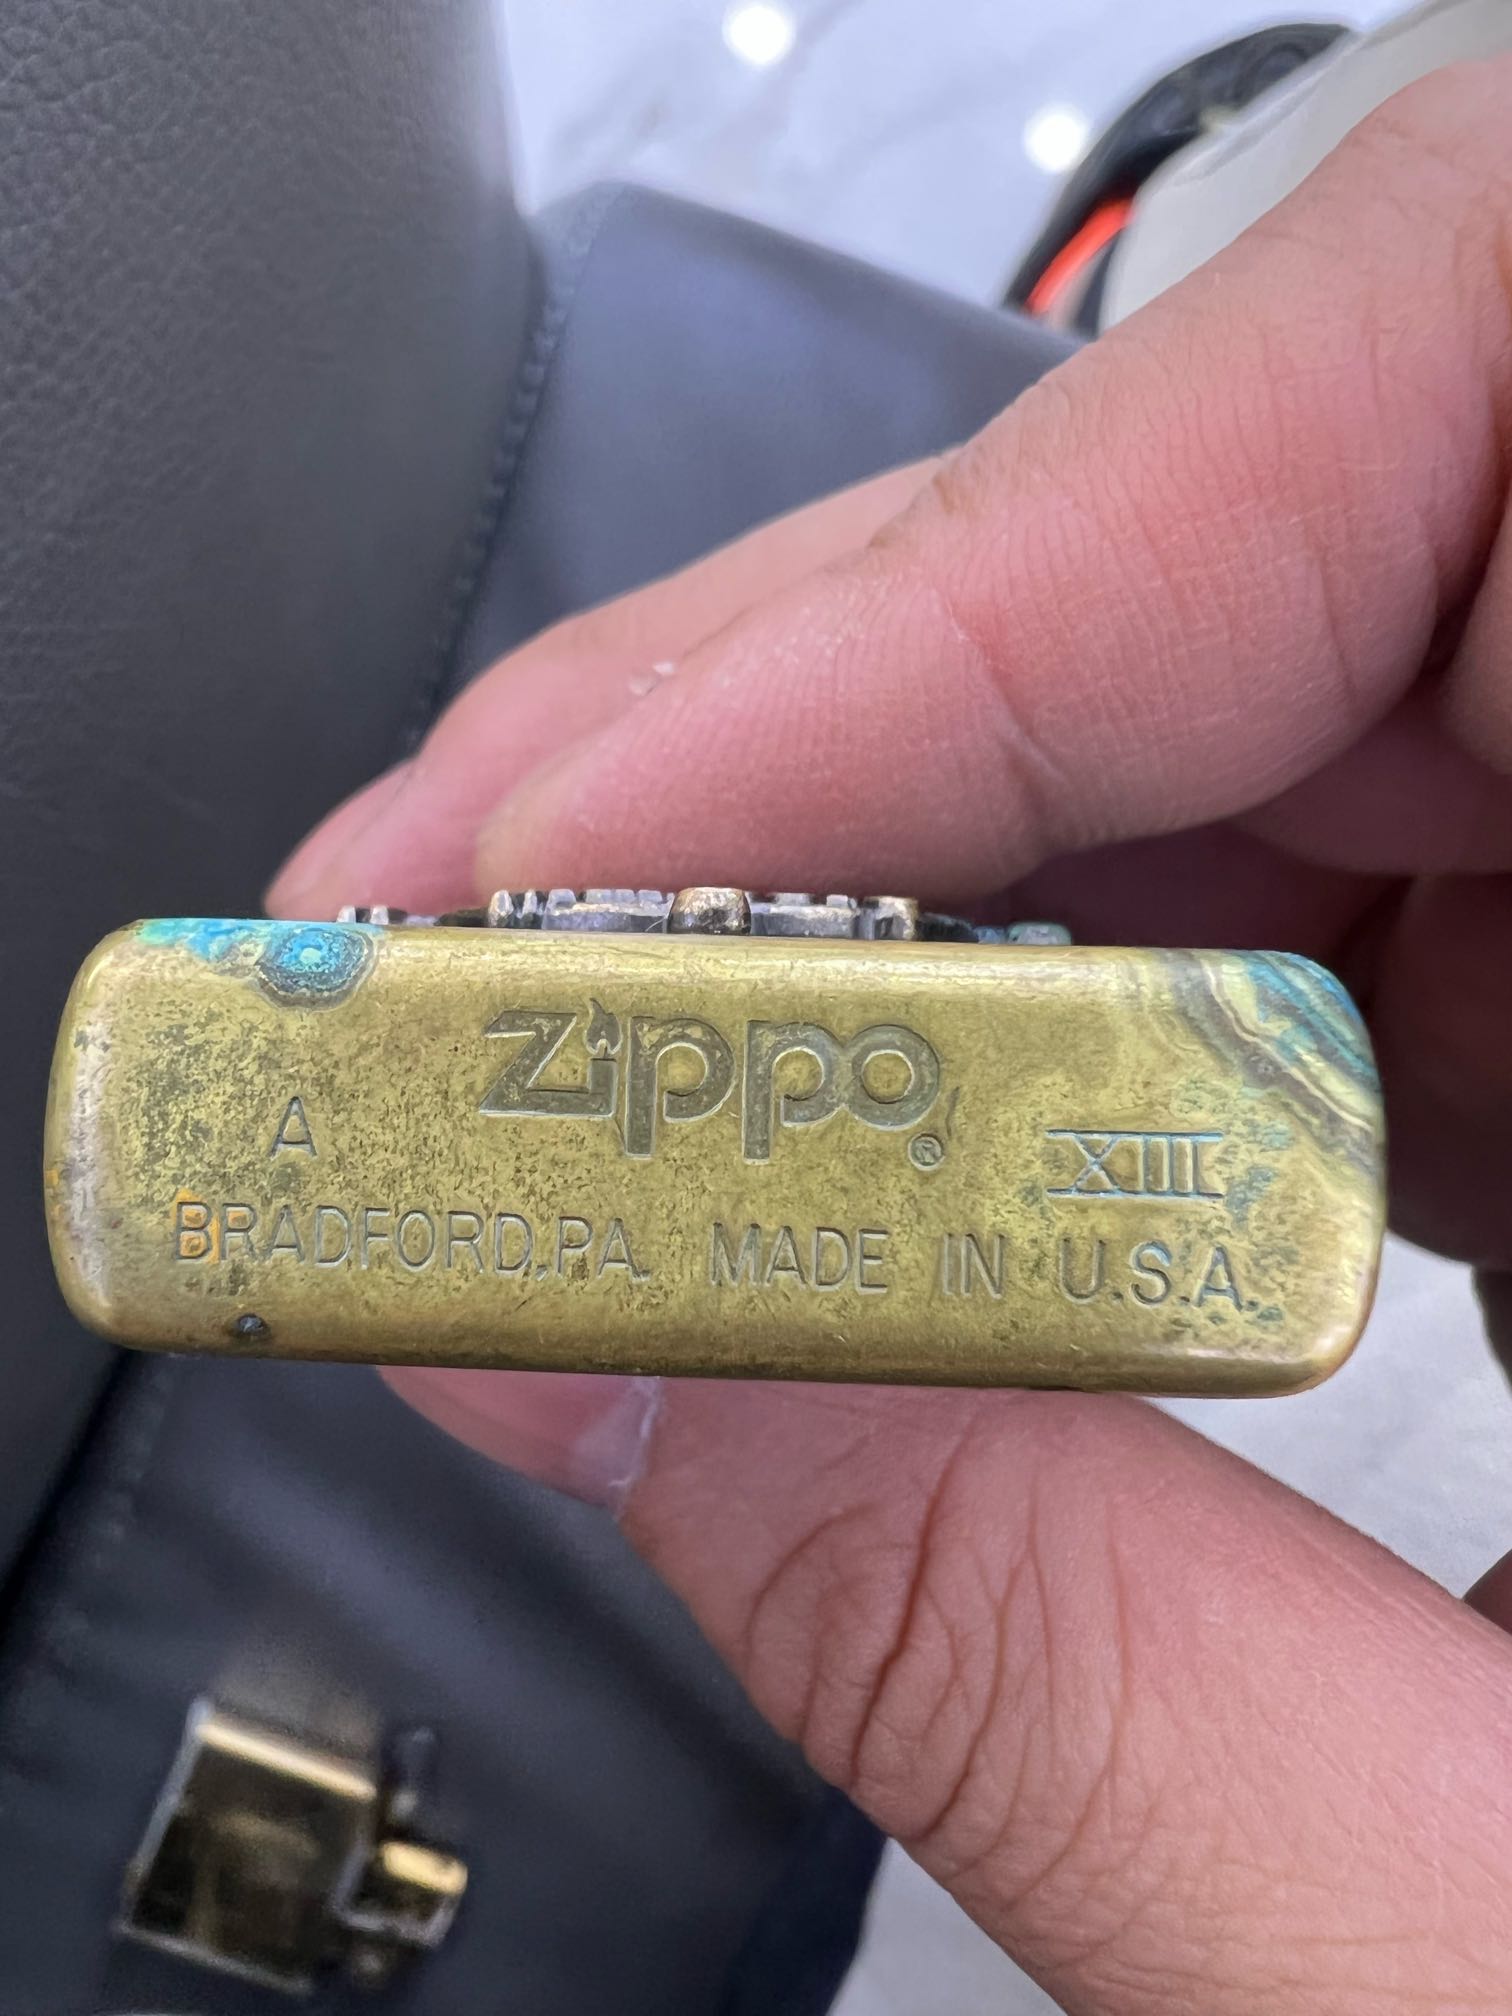 Zippo ®
A XIII
BRADFORD,PA. MADE IN U.S.A.